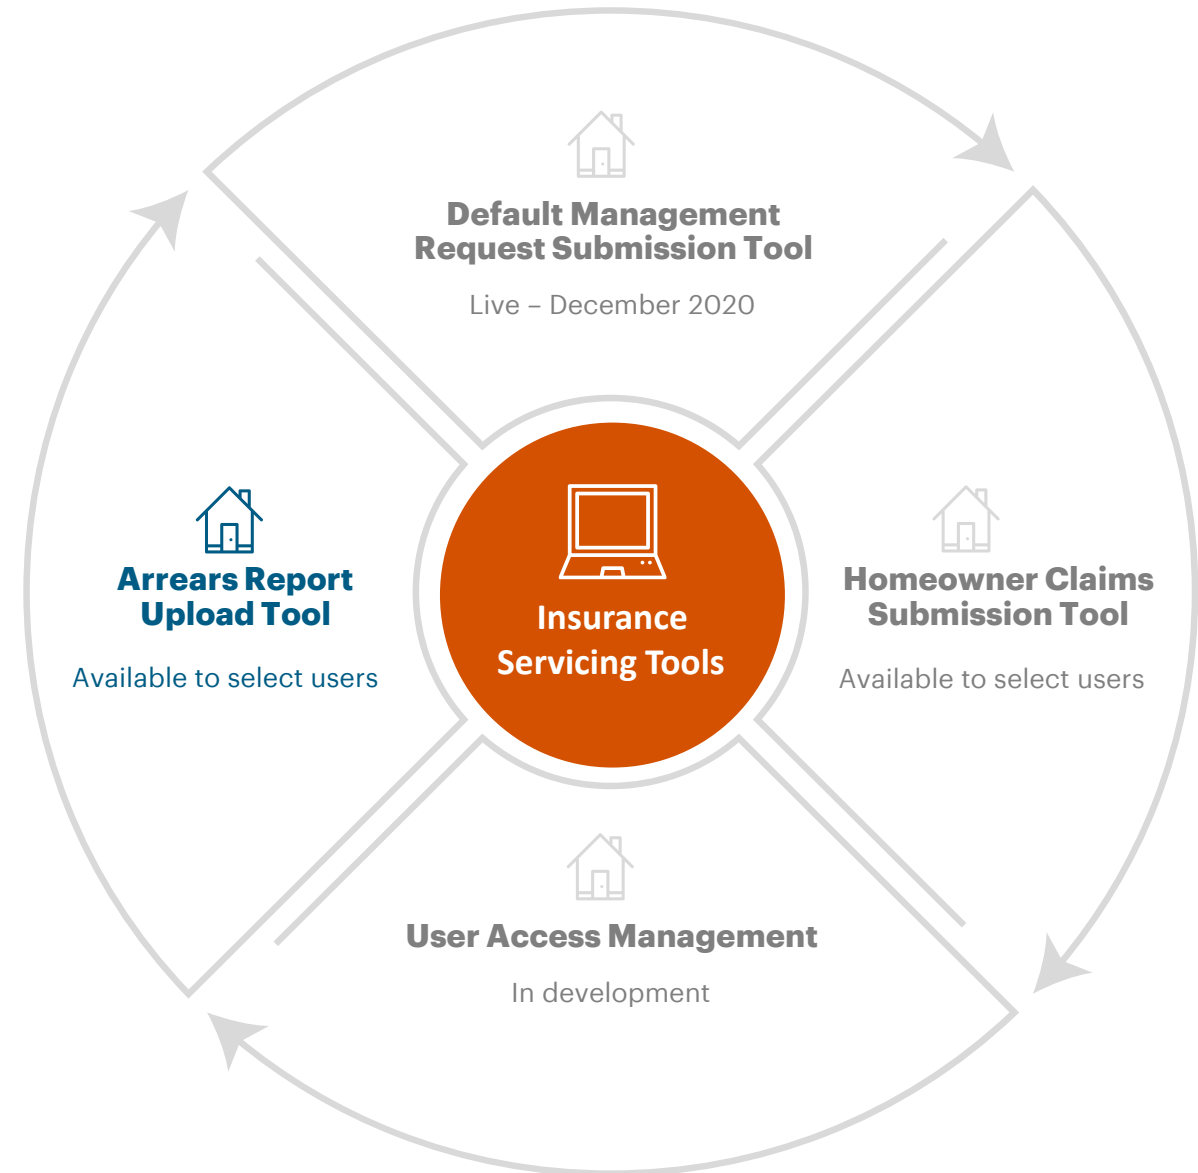 Default Management
Request Submission Tool
Live – December 2020
Arrears Report
Upload Tool
Available to select users
Insurance
Servicing Tools
Homeowner Claims
Submission Tool
Available to select users
User Access Management
In development